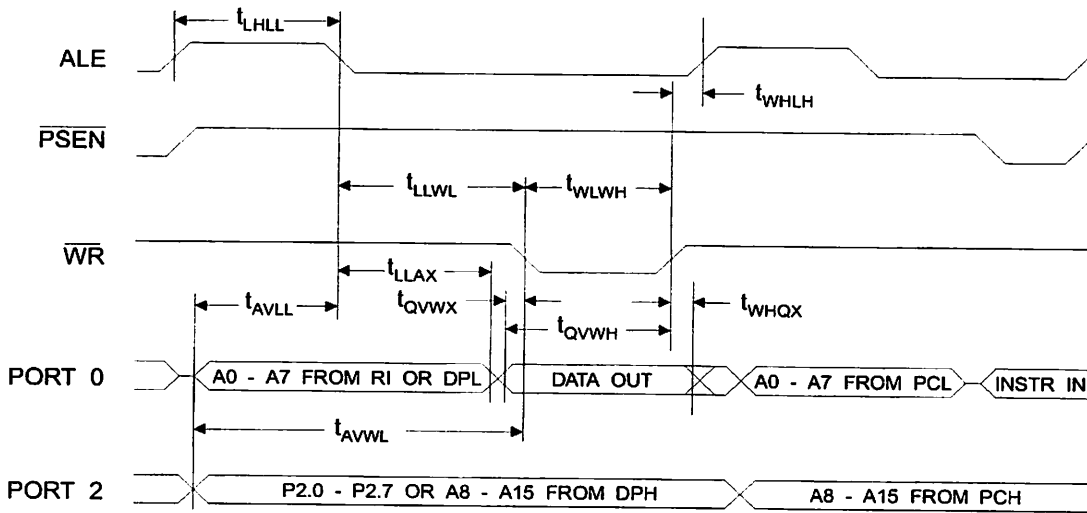 tLHLL
ALE
tWHLH
PSEN
tLLWL
tWLWH
WR
tLLAX
tAVLL
tQVWX
tWHQX
tQVWH
PORT 0
A0 - A7 FROM RI OR DPL
DATA OUT
A0 - A7 FROM PCL
INSTR IN
tAVWL
PORT 2
P2.0 - P2.7 OR A8 - A15 FROM DPH
A8 - A15 FROM PCH